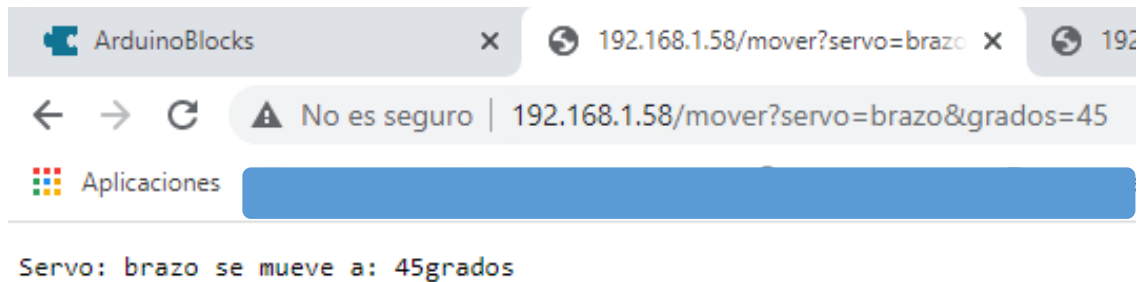 ArduinoBlocks 192.168.1.58/mover?servo=brazo 192
No es seguro | 192.168.1.58/mover?servo=brazo&grados=45
Aplicaciones
Servo: brazo se mueve a: 45grados